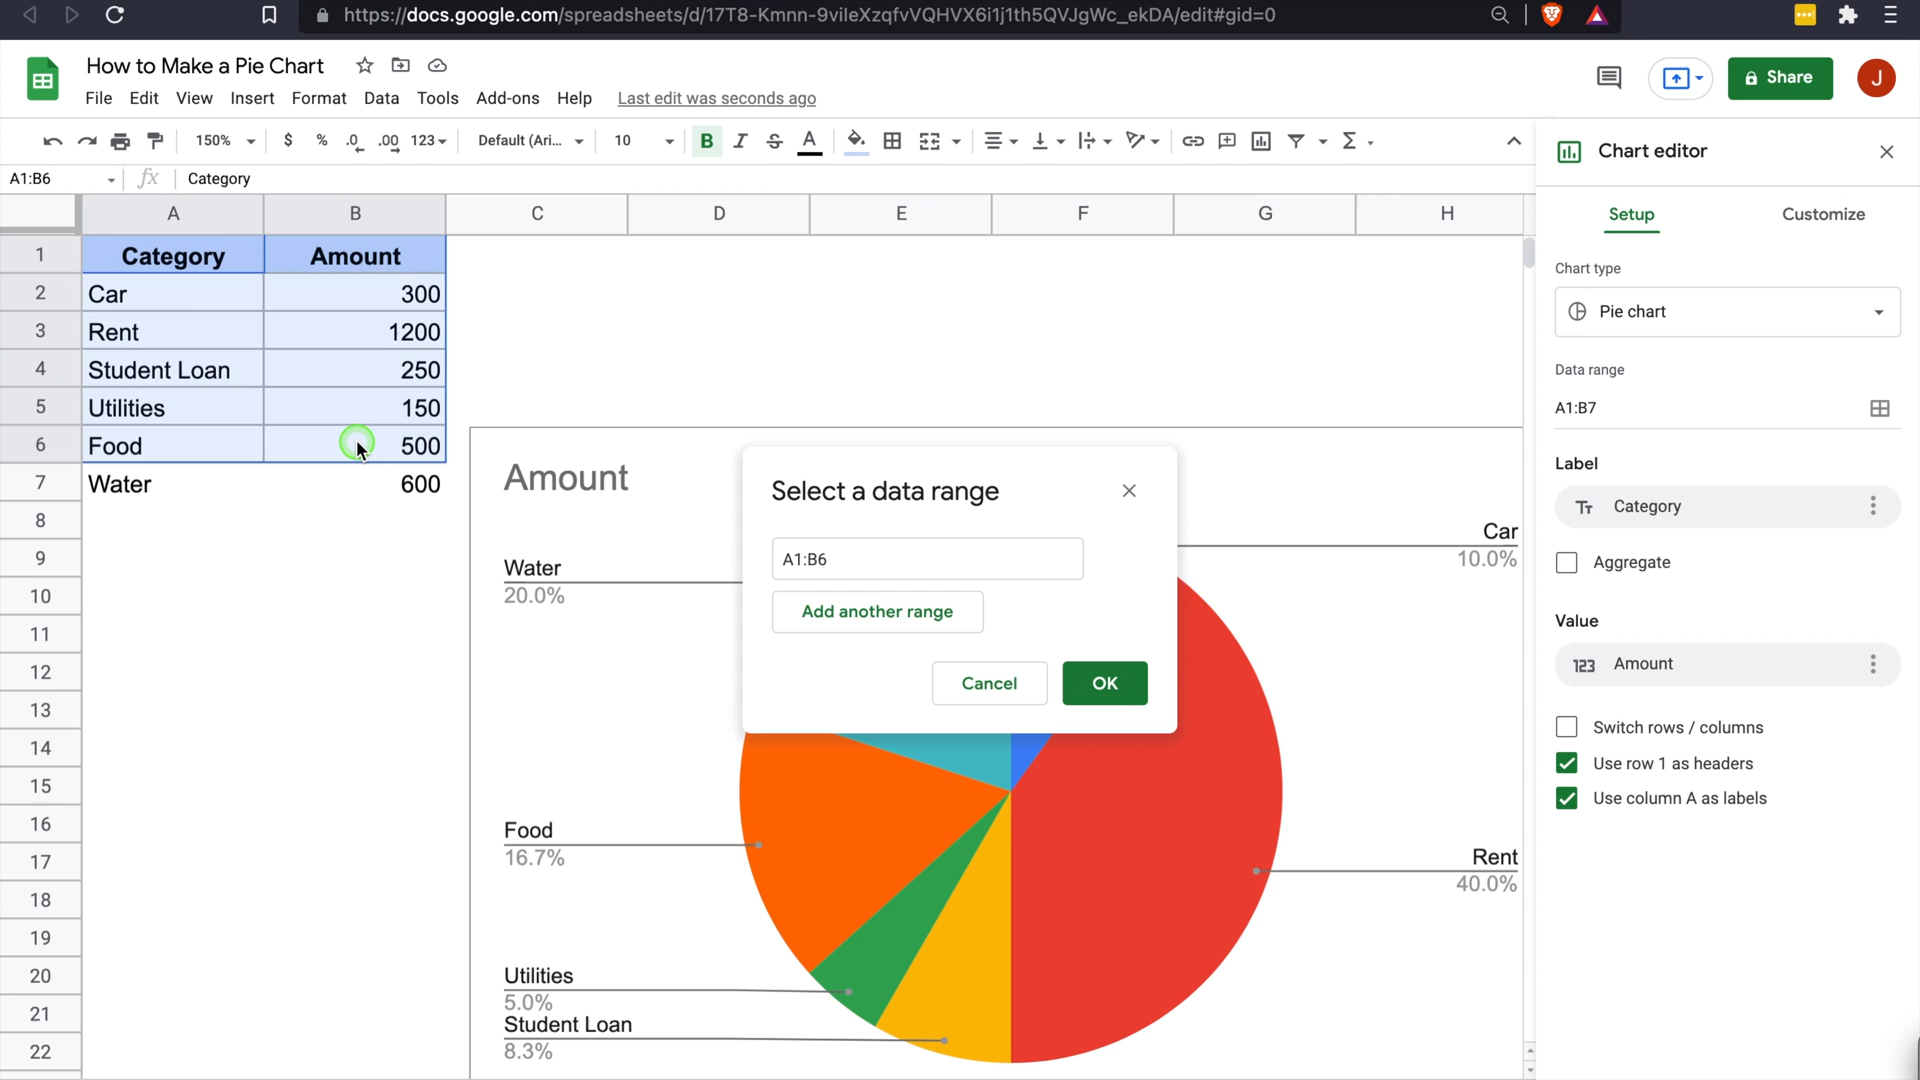 https://docs.google.com/spreadsheets/d/17T8-Kmnn-9vileXzqfvVQHVX6i1j1th5QVJgWc_ekDA/edit#gid=0
How to Make a Pie Chart
File Edit View Insert Format Data Tools Add-ons Help Last edit was seconds ago
Share
J
150% $ % .0 .00 123 Default (Ari... 10 B I S A
Chart editor
A1:B6 fx Category
A B C D E F G H
Setup Customize
1 Category Amount
2 Car 300
3 Rent 1200
4 Student Loan 250
5 Utilities 150
6 Food 500
7 Water 600
8
9
10
11
12
13
14
15
16
17
18
19
20
21
22
Amount
Water
20.0%
Food
16.7%
Utilities
5.0%
Student Loan
8.3%
Car
10.0%
Rent
40.0%
Select a data range
A1:B6
Add another range
Cancel OK
Chart type
Pie chart
Data range
A1:B7
Label
Tт Category
Aggregate
Value
123 Amount
Switch rows / columns
Use row 1 as headers
Use column A as labels